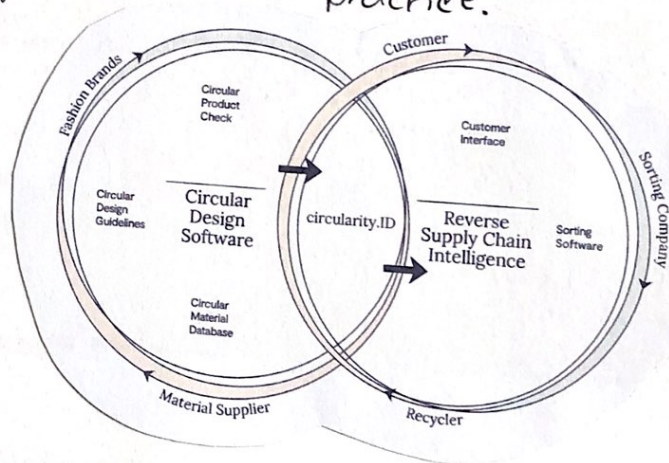 practice.
Customer
Fashion Brands
Circular
Product
Check
Customer
Interface
Sorting Company
Circular
Design
Guidelines
Circular
Design
Software
circularity.ID
Reverse
Supply Chain
Intelligence
Sorting
Software
Circular
Material
Database
Material Supplier
Recycler